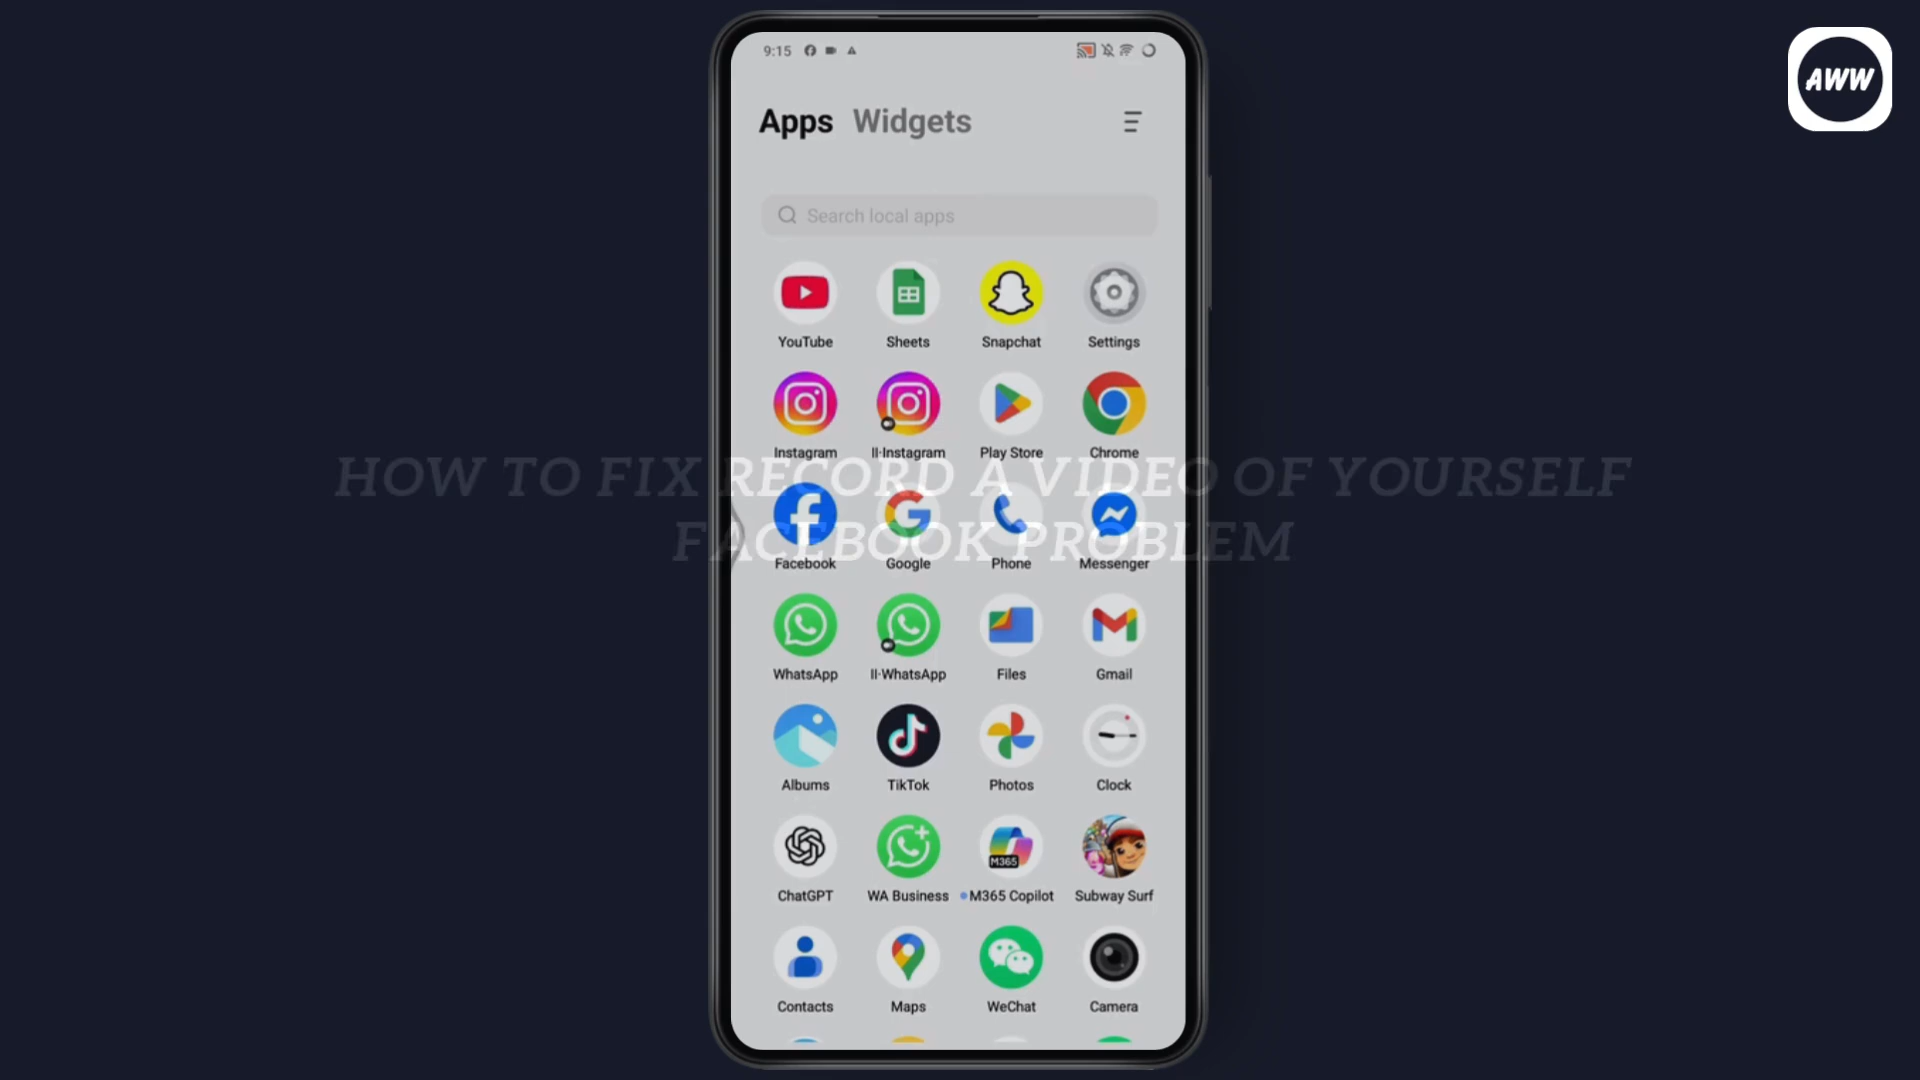 AWW
9:15
Apps Widgets
Search local apps
YouTube Sheets Snapchat Settings
Instagram II·Instagram Play Store Chrome
HOW TO FIX RECORD A VIDEO OF YOURSELF
FACEBOOK PROBLEM
Facebook Google Phone Messenger
WhatsApp II·WhatsApp Files Gmail
Albums TikTok Photos Clock
M365
ChatGPT WA Business M365 Copilot Subway Surf
Contacts Maps WeChat Camera